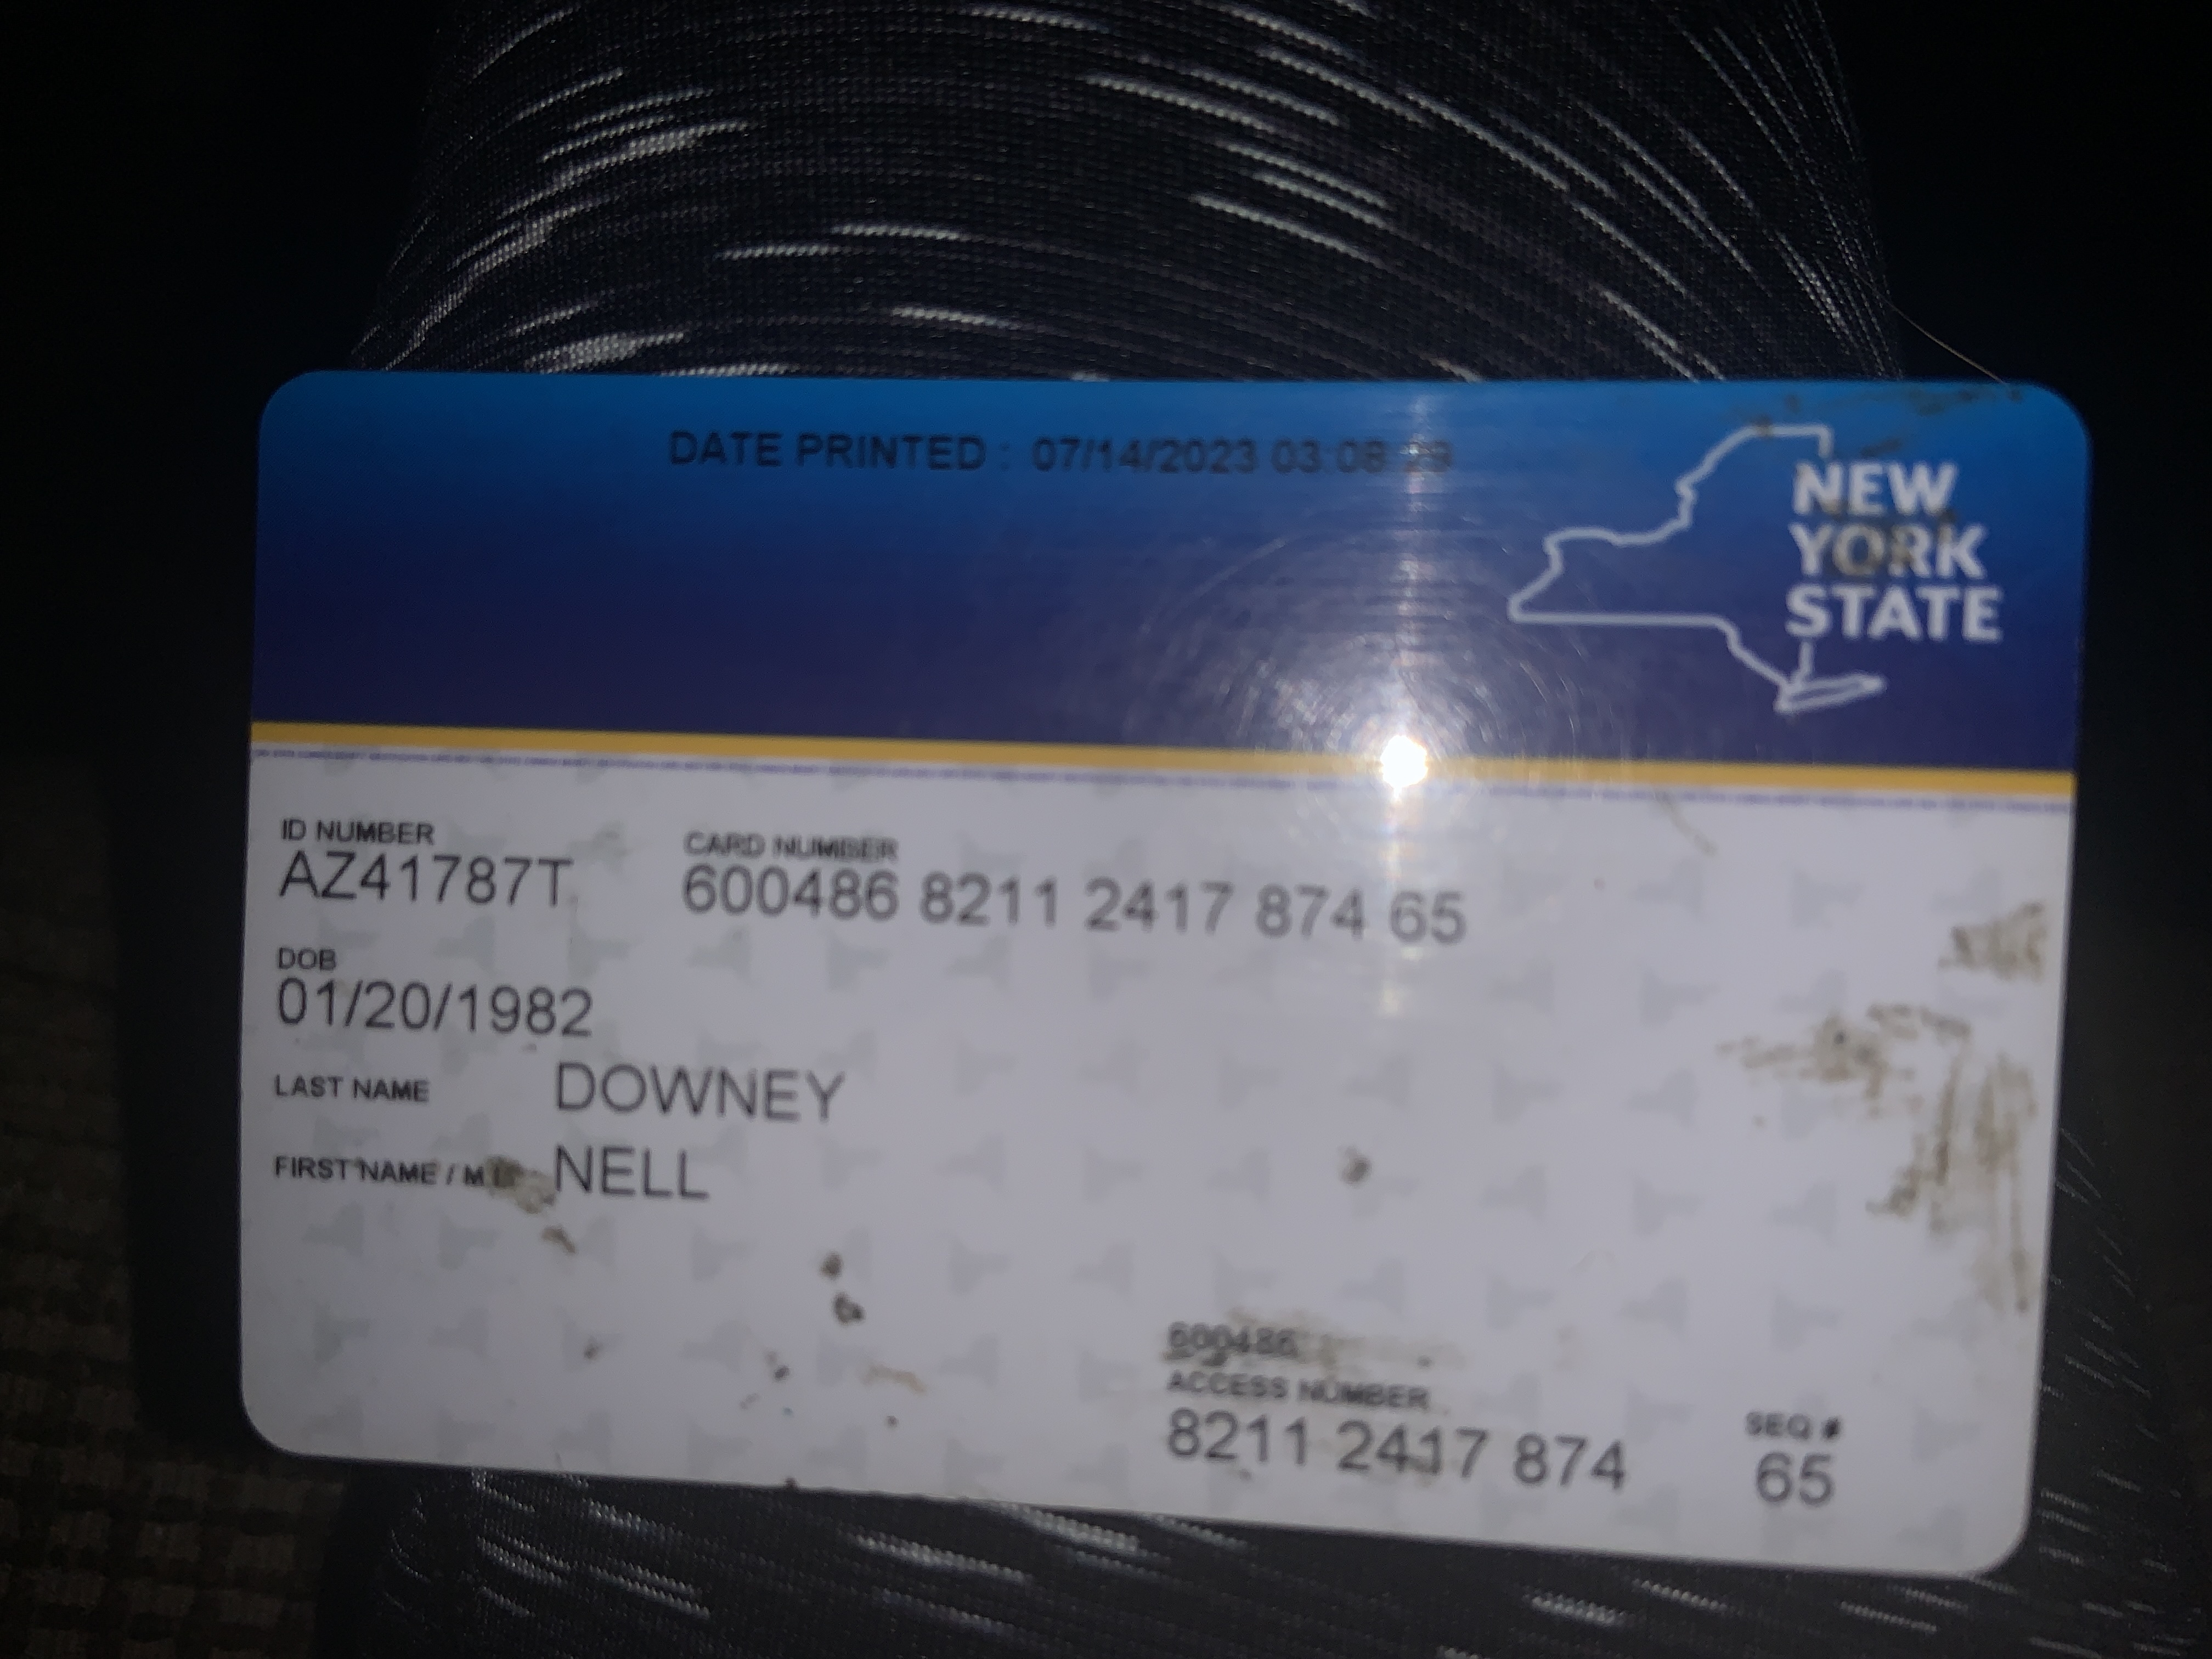 DATE PRINTED : 07/14/2023 03:08:29
NEW
YORK
STATE
ID NUMBER
AZ41787T
CARD NUMBER
600486 8211 2417 874 65
DOB
01/20/1982
LAST NAME DOWNEY
FIRST NAME / M.I. NELL
600486
ACCESS NUMBER
8211 2417 874
SEQ #
65